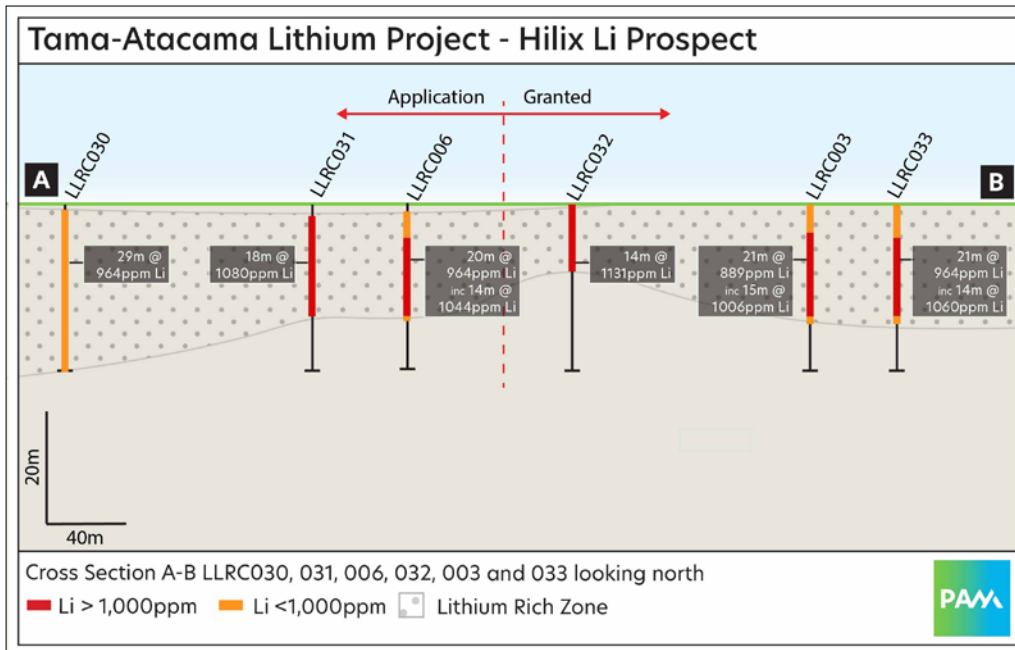 Tama-Atacama Lithium Project - Hilix Li Prospect
Application
Granted
A
LLRC030
LLRC031
LLRC006
LLRC032
LLRC003
LLRC033
B
29m @
964ppm Li
18m @
1080ppm Li
20m @
964ppm Li
inc 14m @
1044ppm Li
14m @
1131ppm Li
21m @
889ppm Li
inc 15m @
1006ppm Li
21m @
964ppm Li
inc 14m @
1060ppm Li
20m
40m
Cross Section A-B LLRC030, 031, 006, 032, 003 and 033 looking north
Li > 1,000ppm
Li <1,000ppm
Lithium Rich Zone
PAM